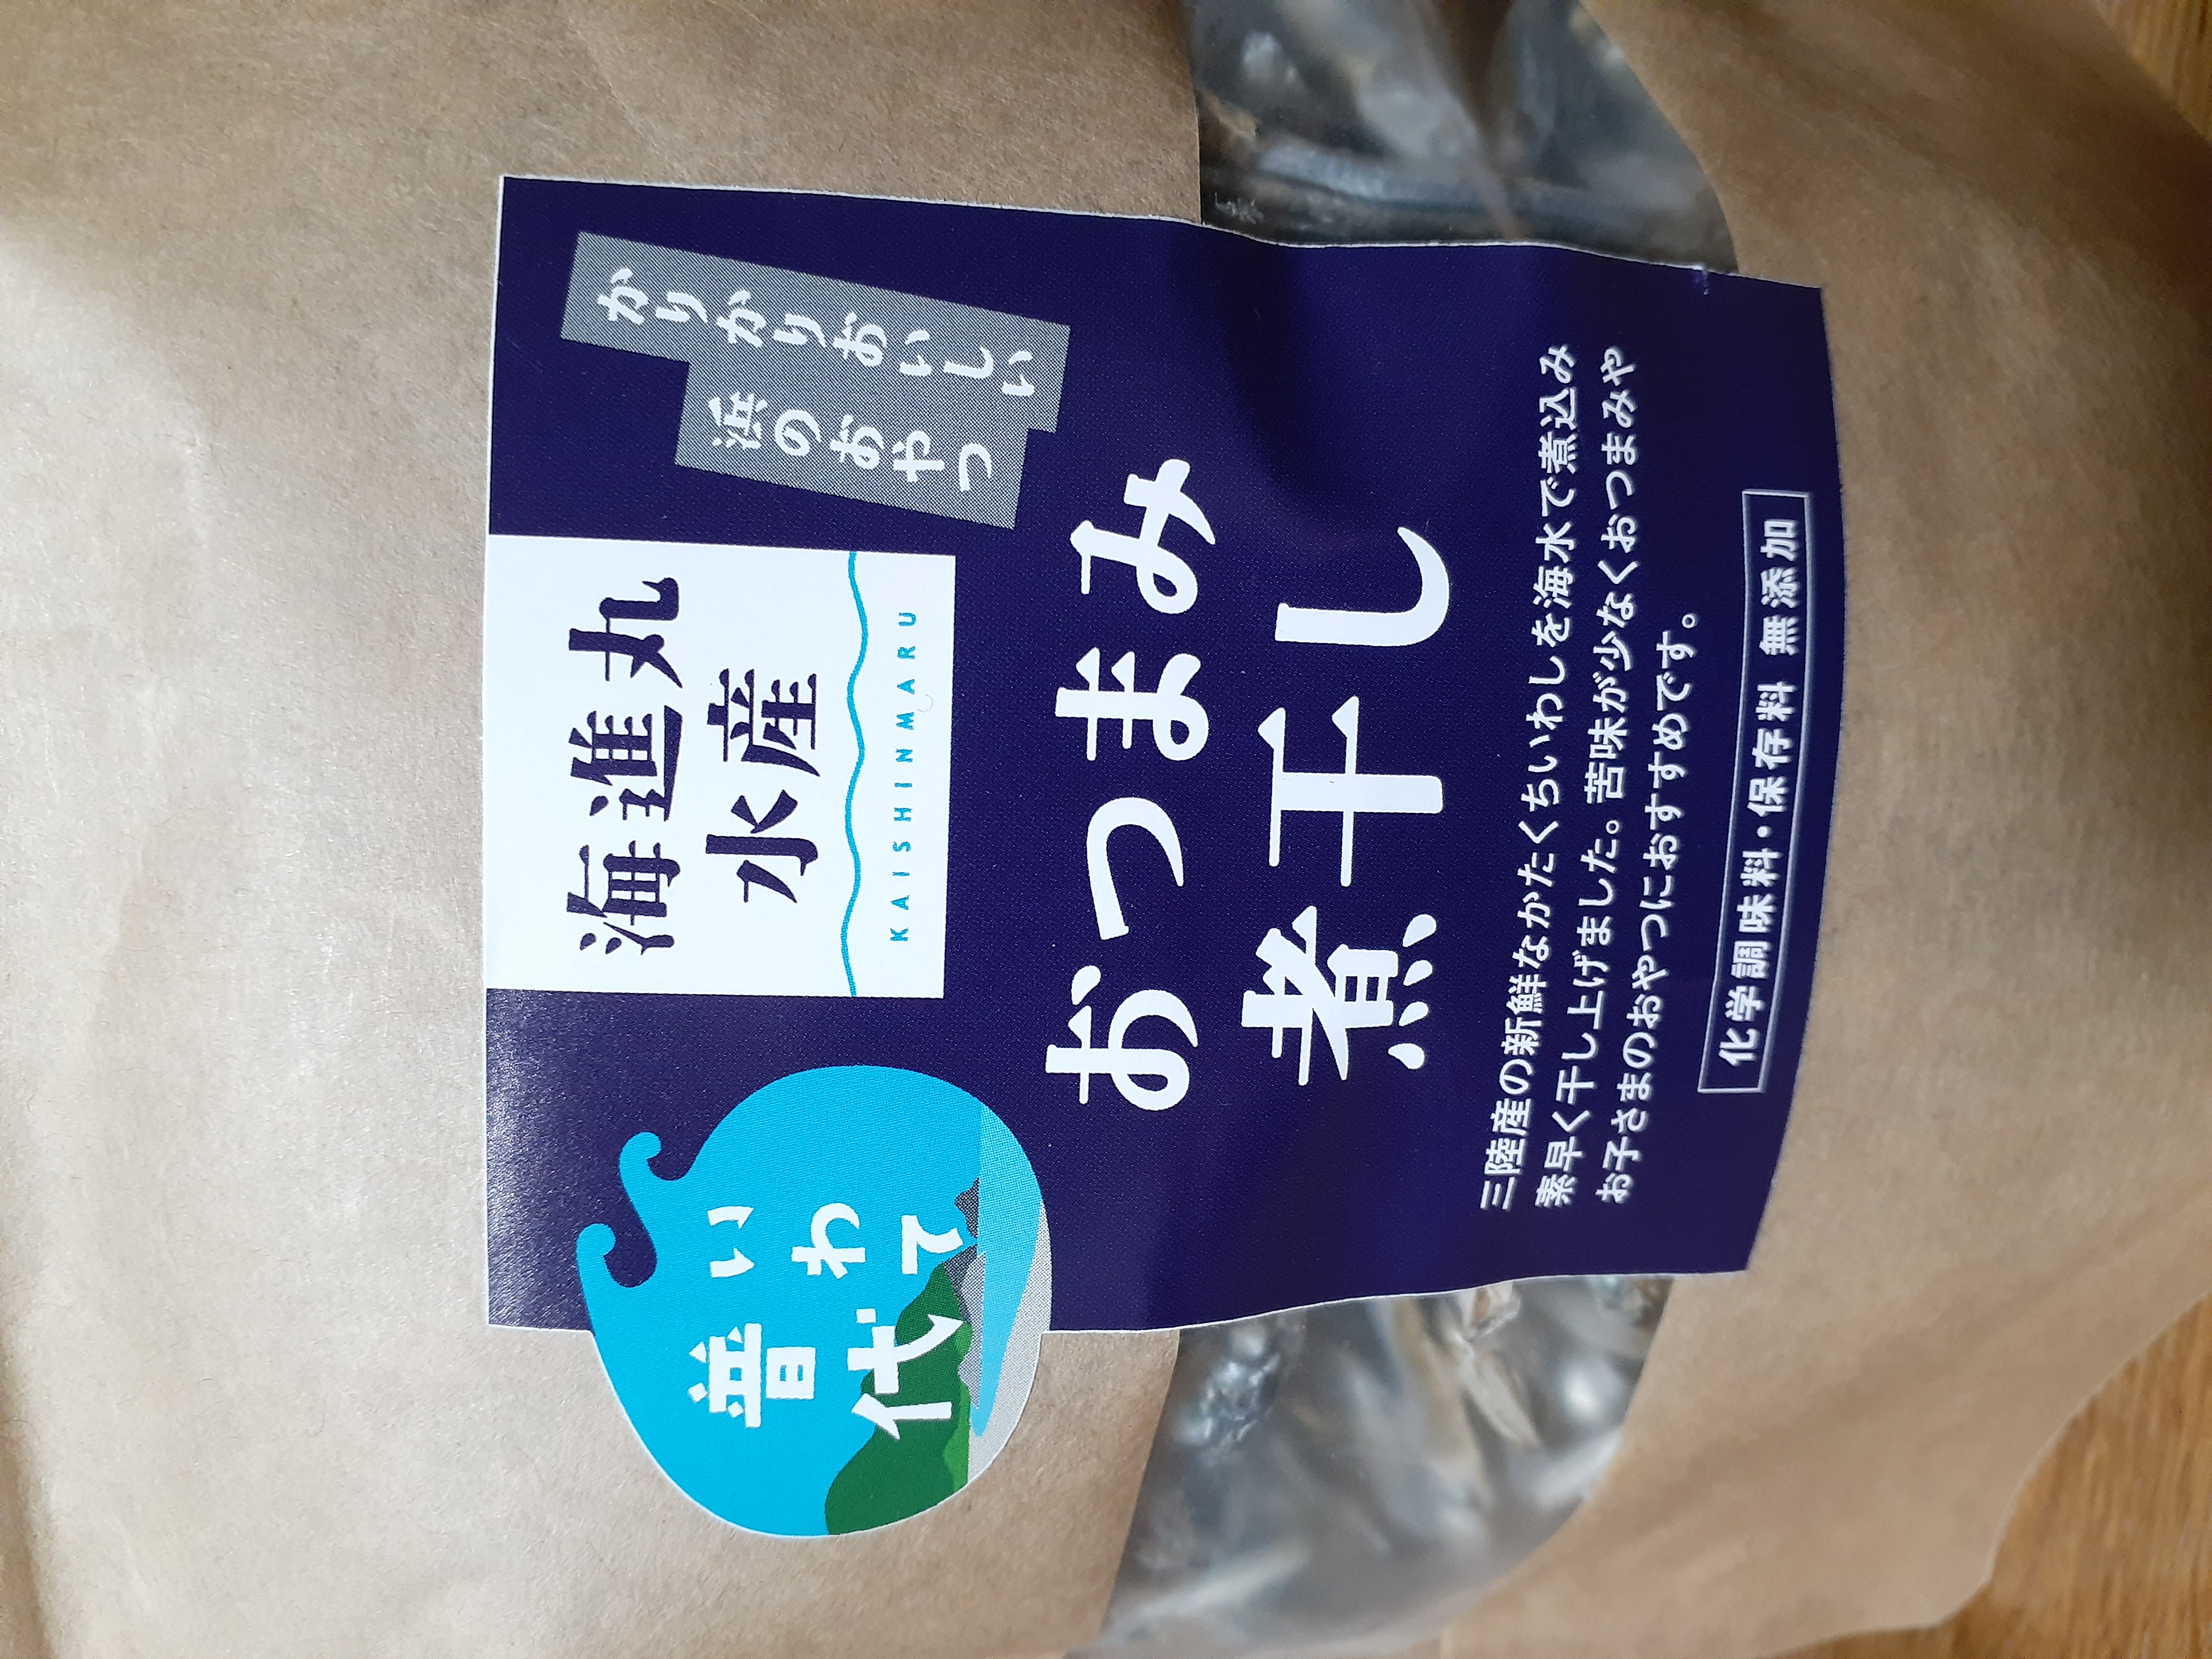 いわて
普代
海進丸
水産
KAISHINMARU
かりかりおいしい
浜のおやつ
おつまみ
煮干し
三陸産の新鮮なかたくちいわしを海水で煮込み
素早く干し上げました。苦味が少なくおつまみや
お子さまのおやつにおすすめです。
化学調味料・保存料 無添加